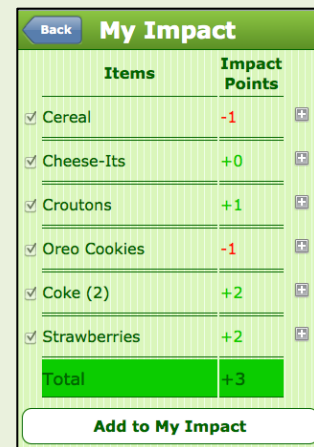 Back My Impact
Items Impact Points
Cereal -1
Cheese-Its +0
Croutons +1
Oreo Cookies -1
Coke (2) +2
Strawberries +2
Total +3
Add to My Impact